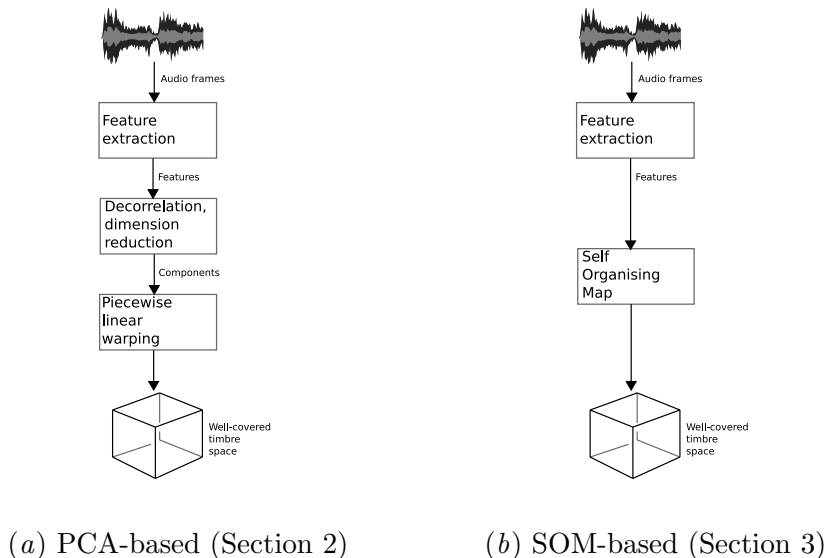 Audio frames
Feature
extraction
Features
Decorrelation,
dimension
reduction
Components
Piecewise
linear
warping
Well-covered
timbre
space
(a) PCA-based (Section 2)
Audio frames
Feature
extraction
Features
Self
Organising
Map
Well-covered
timbre
space
(b) SOM-based (Section 3)